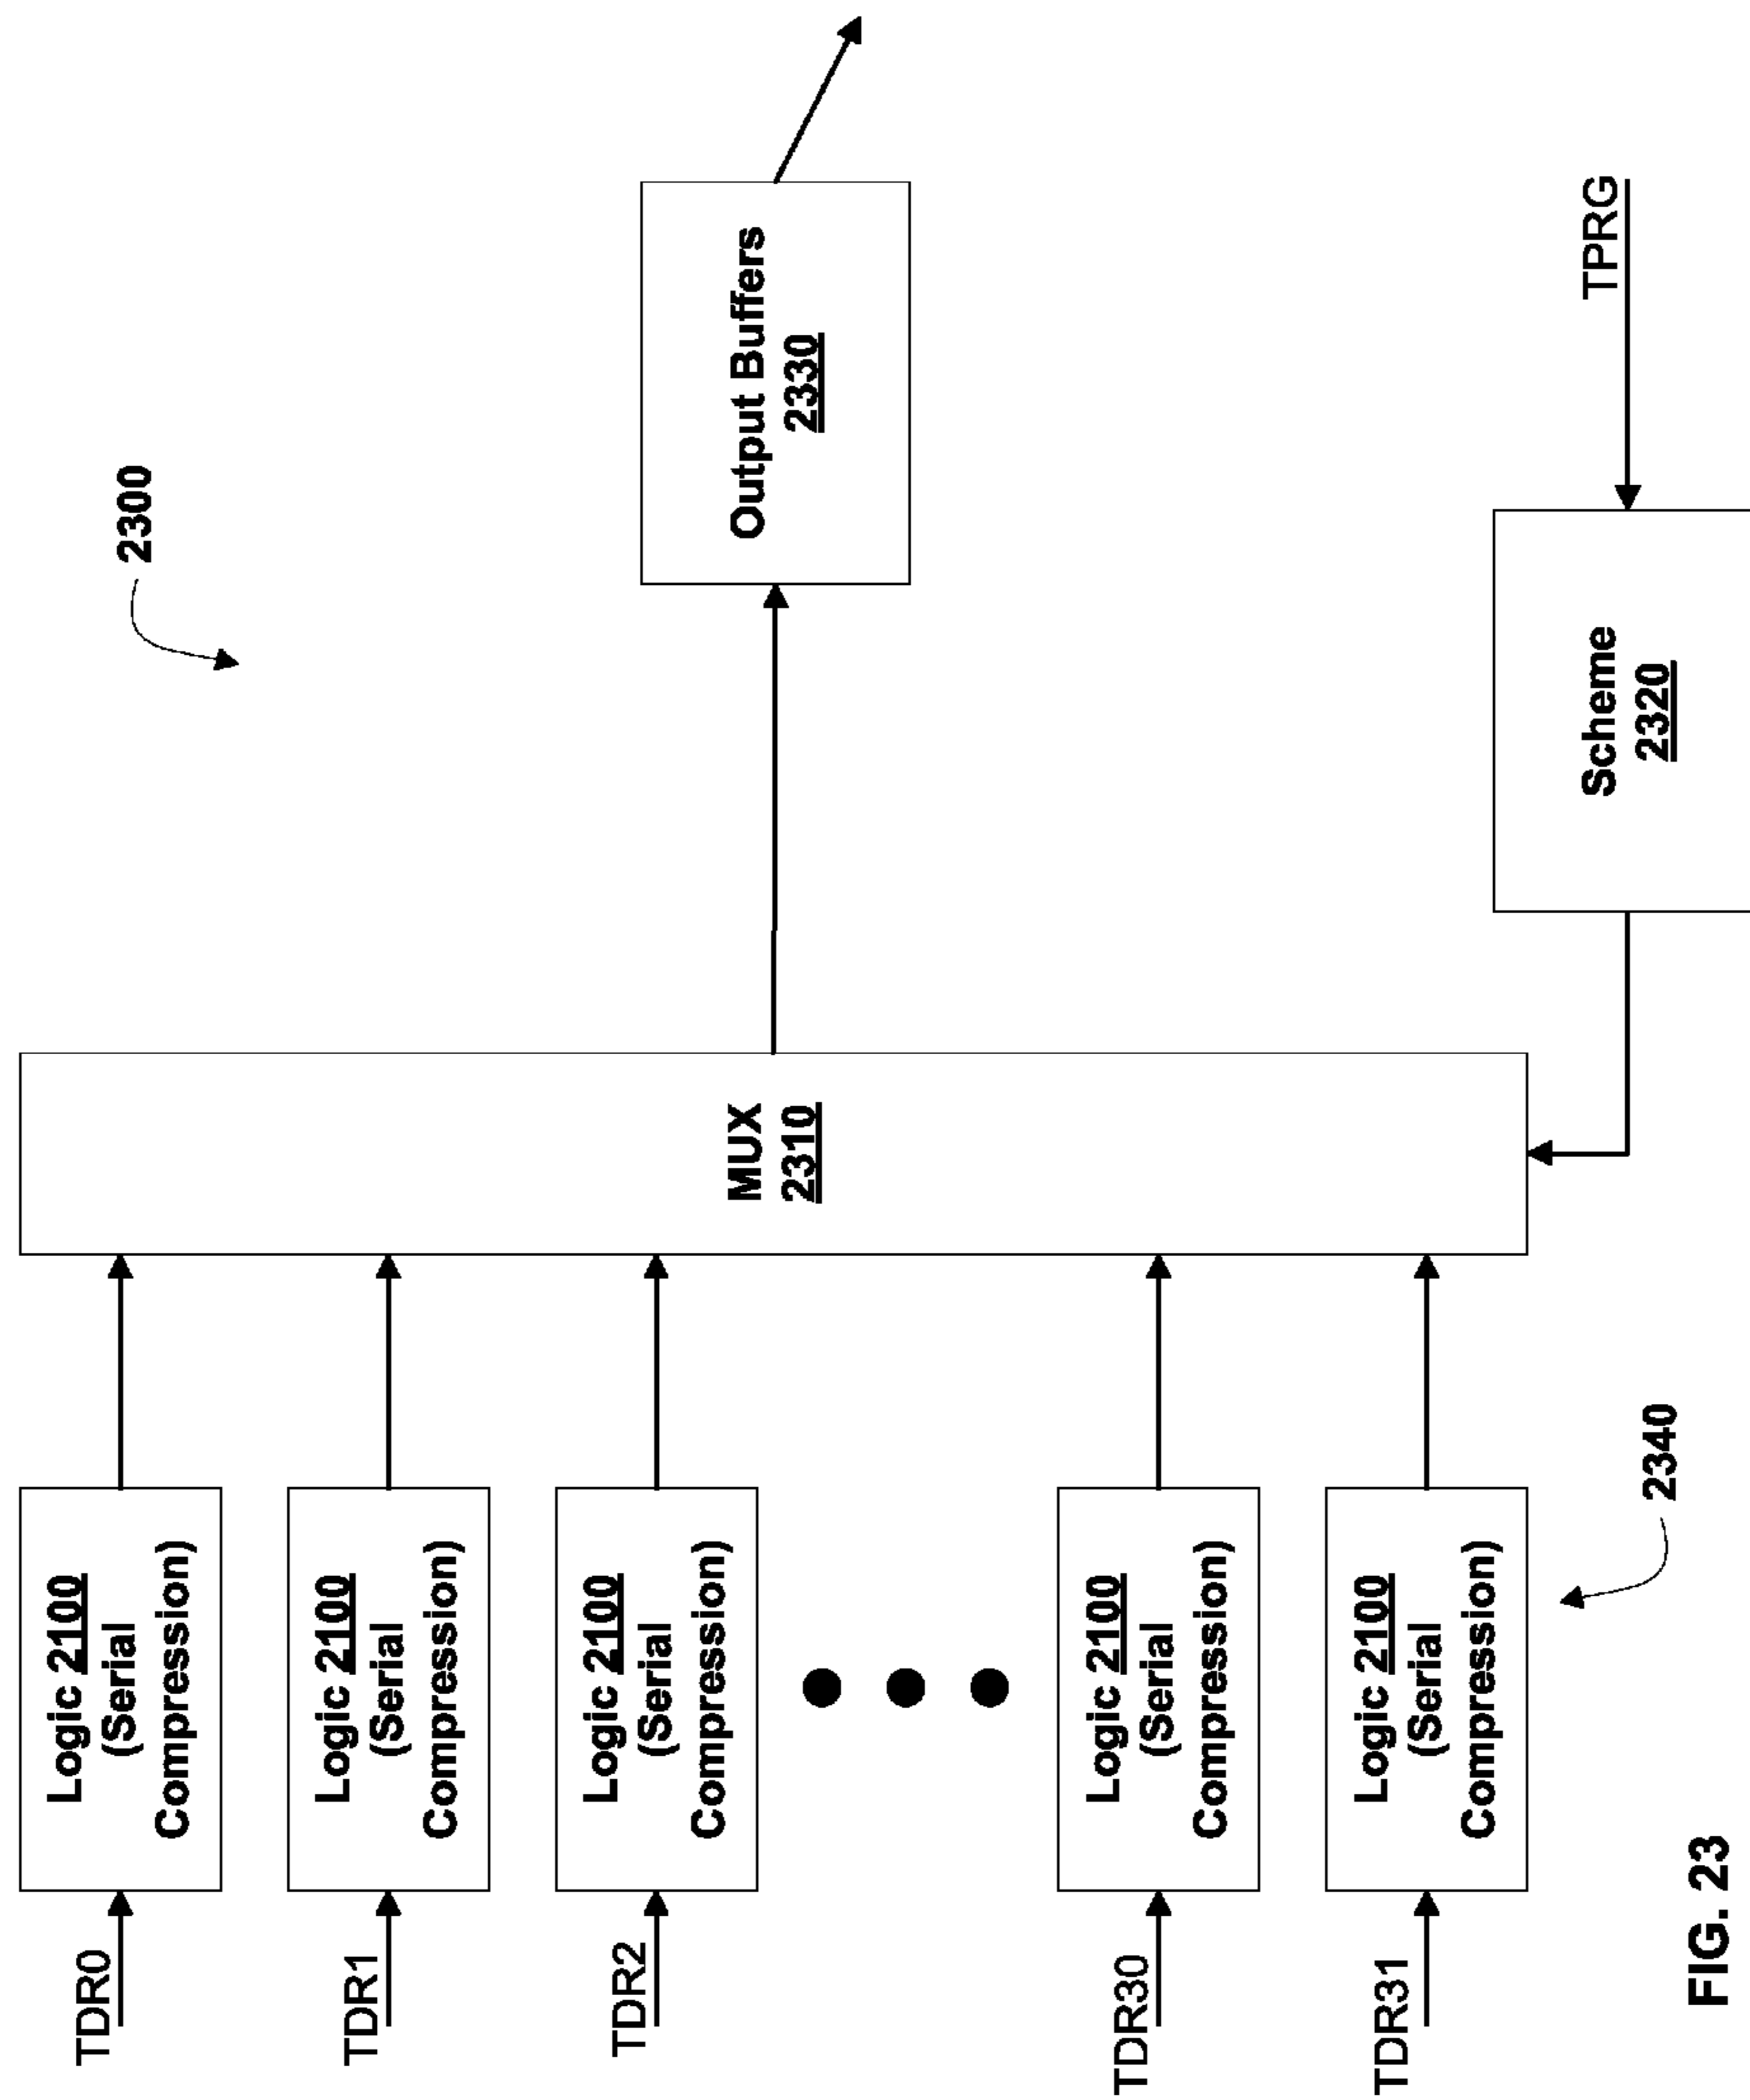 2300
TDR0
Logic 2100
(Serial
Compression)
TDR1
Logic 2100
(Serial
Compression)
TDR2
Logic 2100
(Serial
Compression)
TDR30
Logic 2100
(Serial
Compression)
TDR31
Logic 2100
(Serial
Compression)
2340
MUX
2310
Output Buffers
2330
Scheme
2320
TPRG
FIG. 23